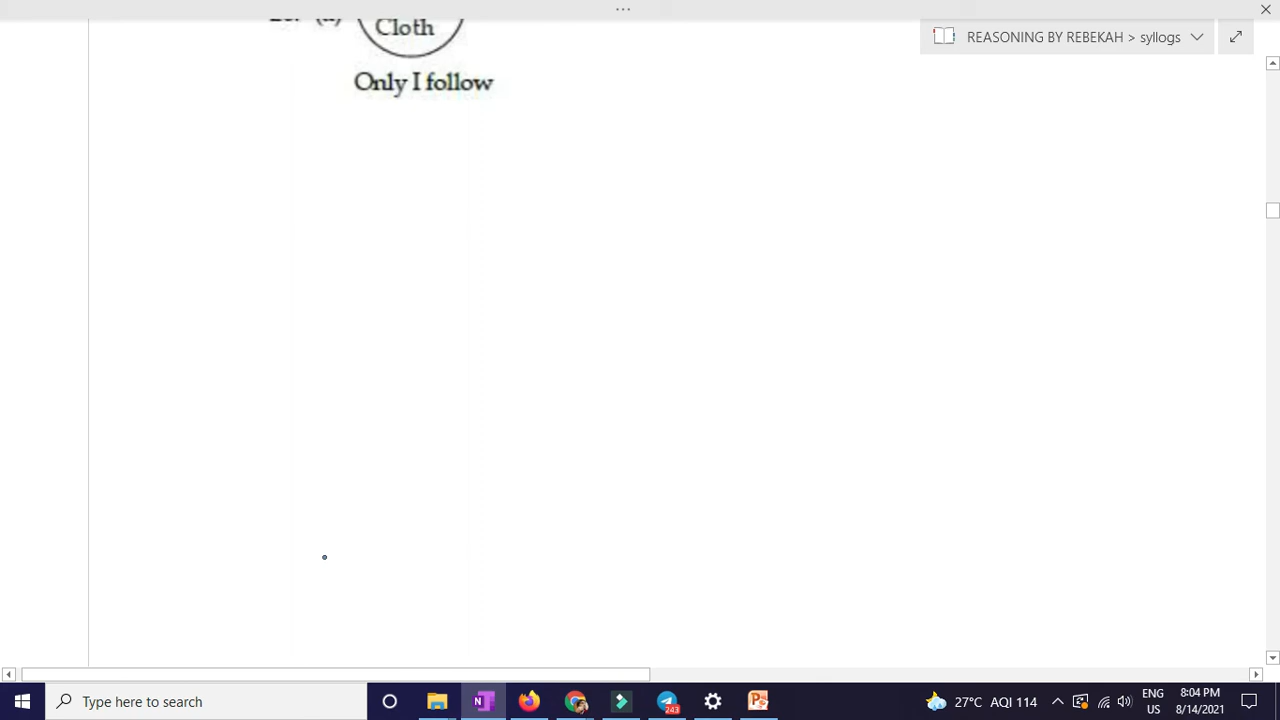 Cloth
Only I follow
REASONING BY REBEKAH > syllogs
Type here to search
243
27°C AQI 114
ENG
US
8:04 PM
8/14/2021